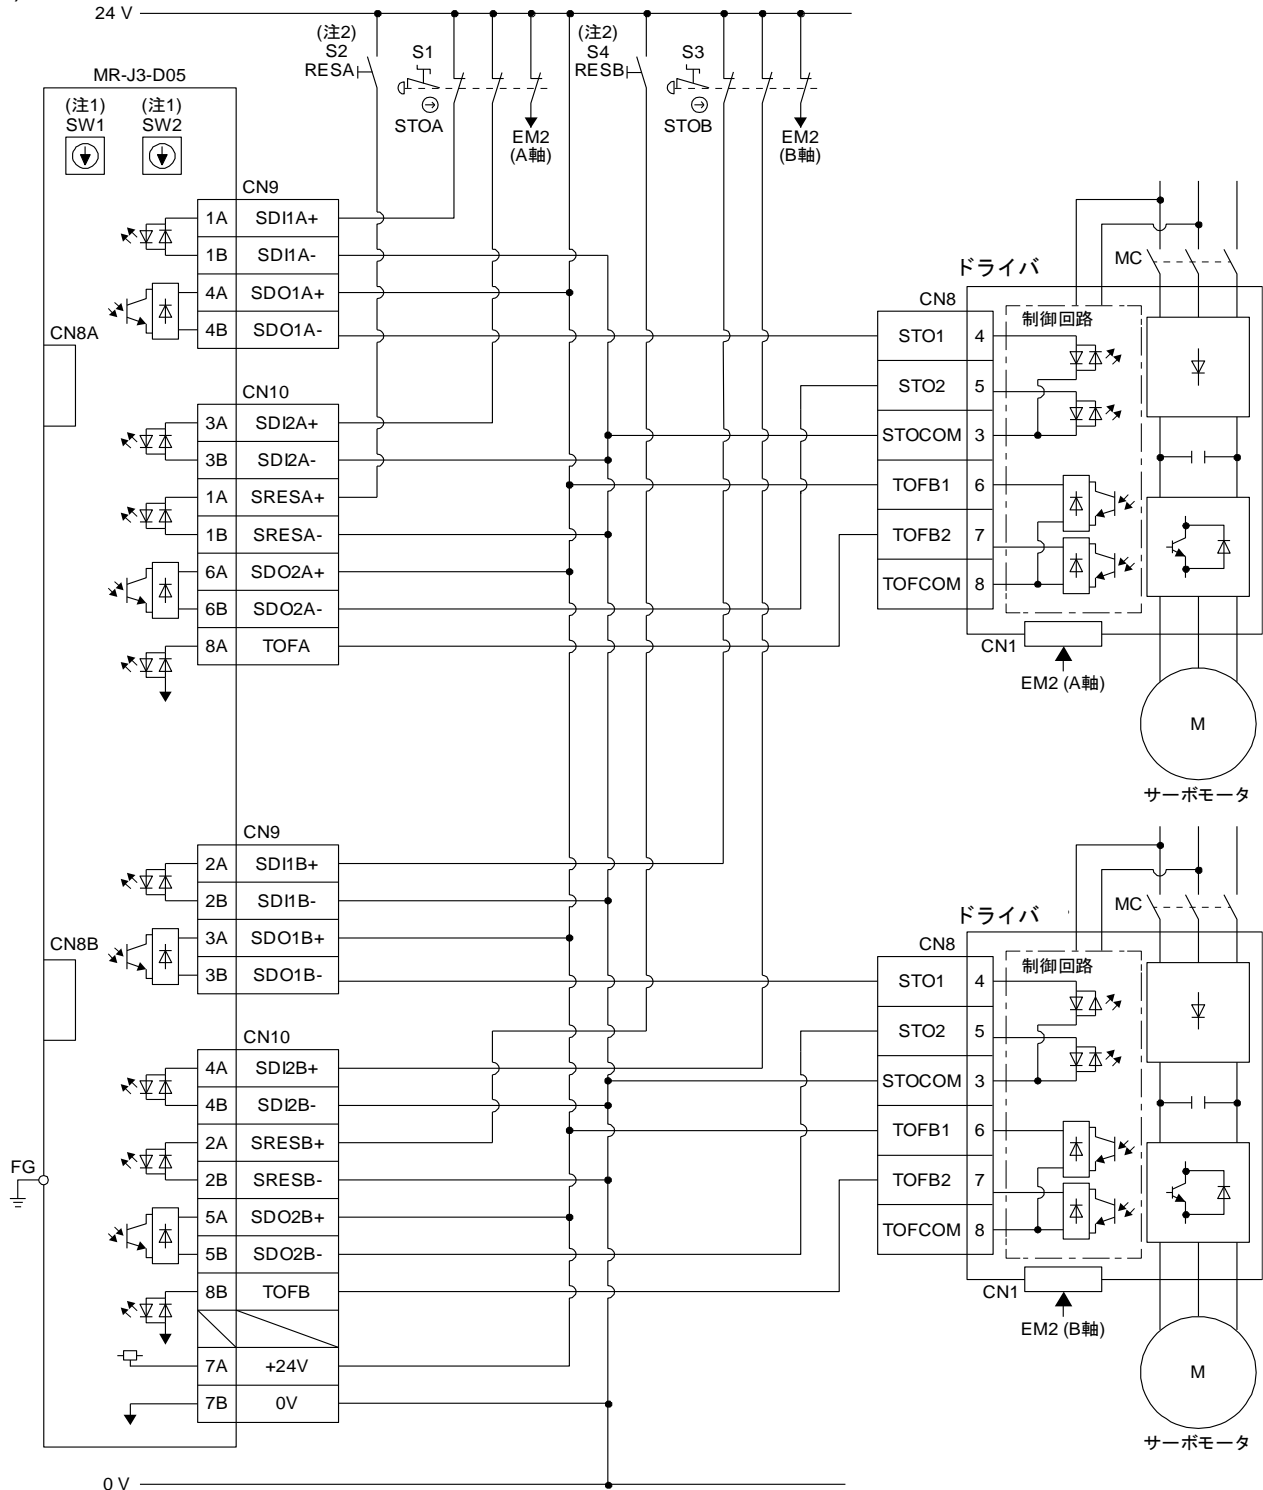 24 V
(注2)
S2
RESA
S1
STOA
EM2
(A軸)
(注2)
S4
RESB
S3
STOB
EM2
(B軸)
MR-J3-D05
(注1)
SW1
(注1)
SW2
CN9
1A SDI1A+
1B SDI1A-
4A SDO1A+
4B SDO1A-
CN8A
CN10
3A SDI2A+
3B SDI2A-
1A SRESA+
1B SRESA-
6A SDO2A+
6B SDO2A-
8A TOFA
ドライバ
MC
CN8
制御回路
STO1 4
STO2 5
STOCOM 3
TOFB1 6
TOFB2 7
TOFCOM 8
CN1
EM2 (A軸)
M
サーボモータ
CN9
2A SDI1B+
2B SDI1B-
3A SDO1B+
3B SDO1B-
CN8B
CN10
4A SDI2B+
4B SDI2B-
2A SRESB+
2B SRESB-
5A SDO2B+
5B SDO2B-
8B TOFB
7A +24V
7B 0V
FG
ドライバ
MC
CN8
制御回路
STO1 4
STO2 5
STOCOM 3
TOFB1 6
TOFB2 7
TOFCOM 8
CN1
EM2 (B軸)
M
サーボモータ
0 V